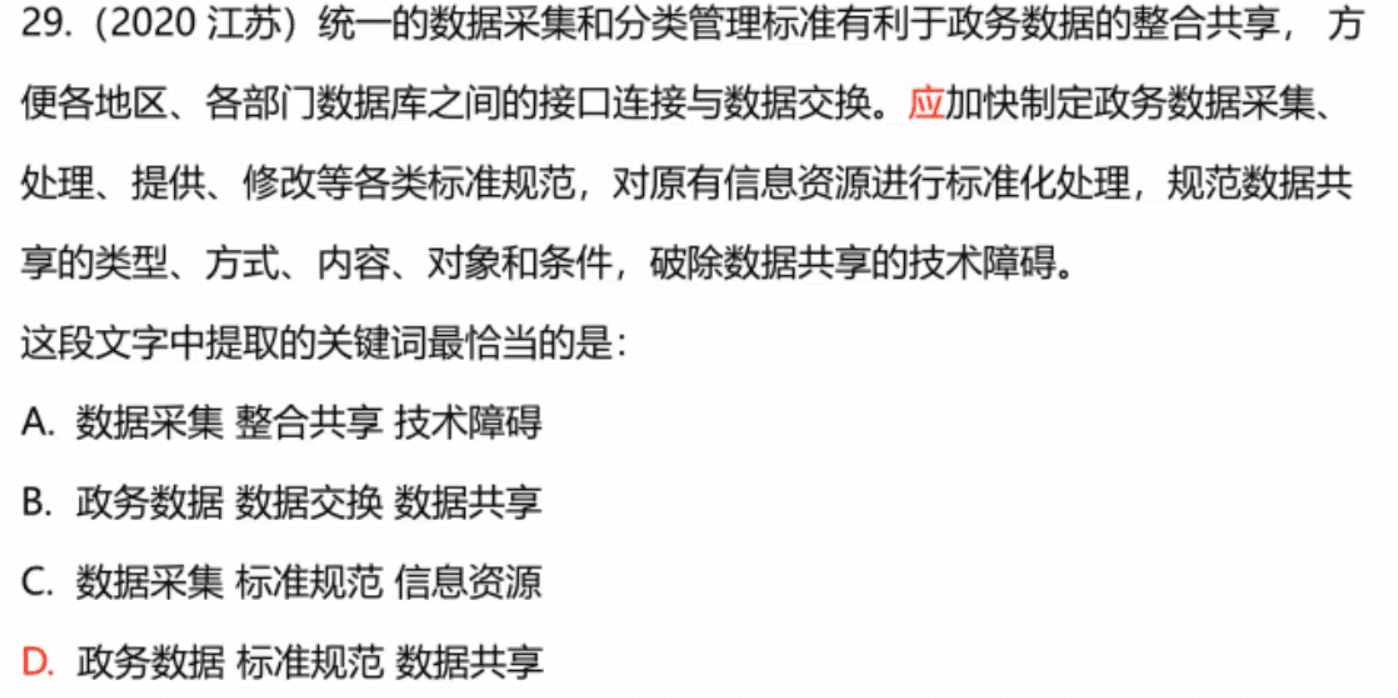 29.（2020 江苏）统一的数据采集和分类管理标准有利于政务数据的整合共享， 方
便各地区、各部门数据库之间的接口连接与数据交换。应加快制定政务数据采集、
处理、提供、修改等各类标准规范，对原有信息资源进行标准化处理，规范数据共
享的类型、方式、内容、对象和条件，破除数据共享的技术障碍。
这段文字中提取的关键词最恰当的是：
A. 数据采集 整合共享 技术障碍
B. 政务数据 数据交换 数据共享
C. 数据采集 标准规范 信息资源
D. 政务数据 标准规范 数据共享